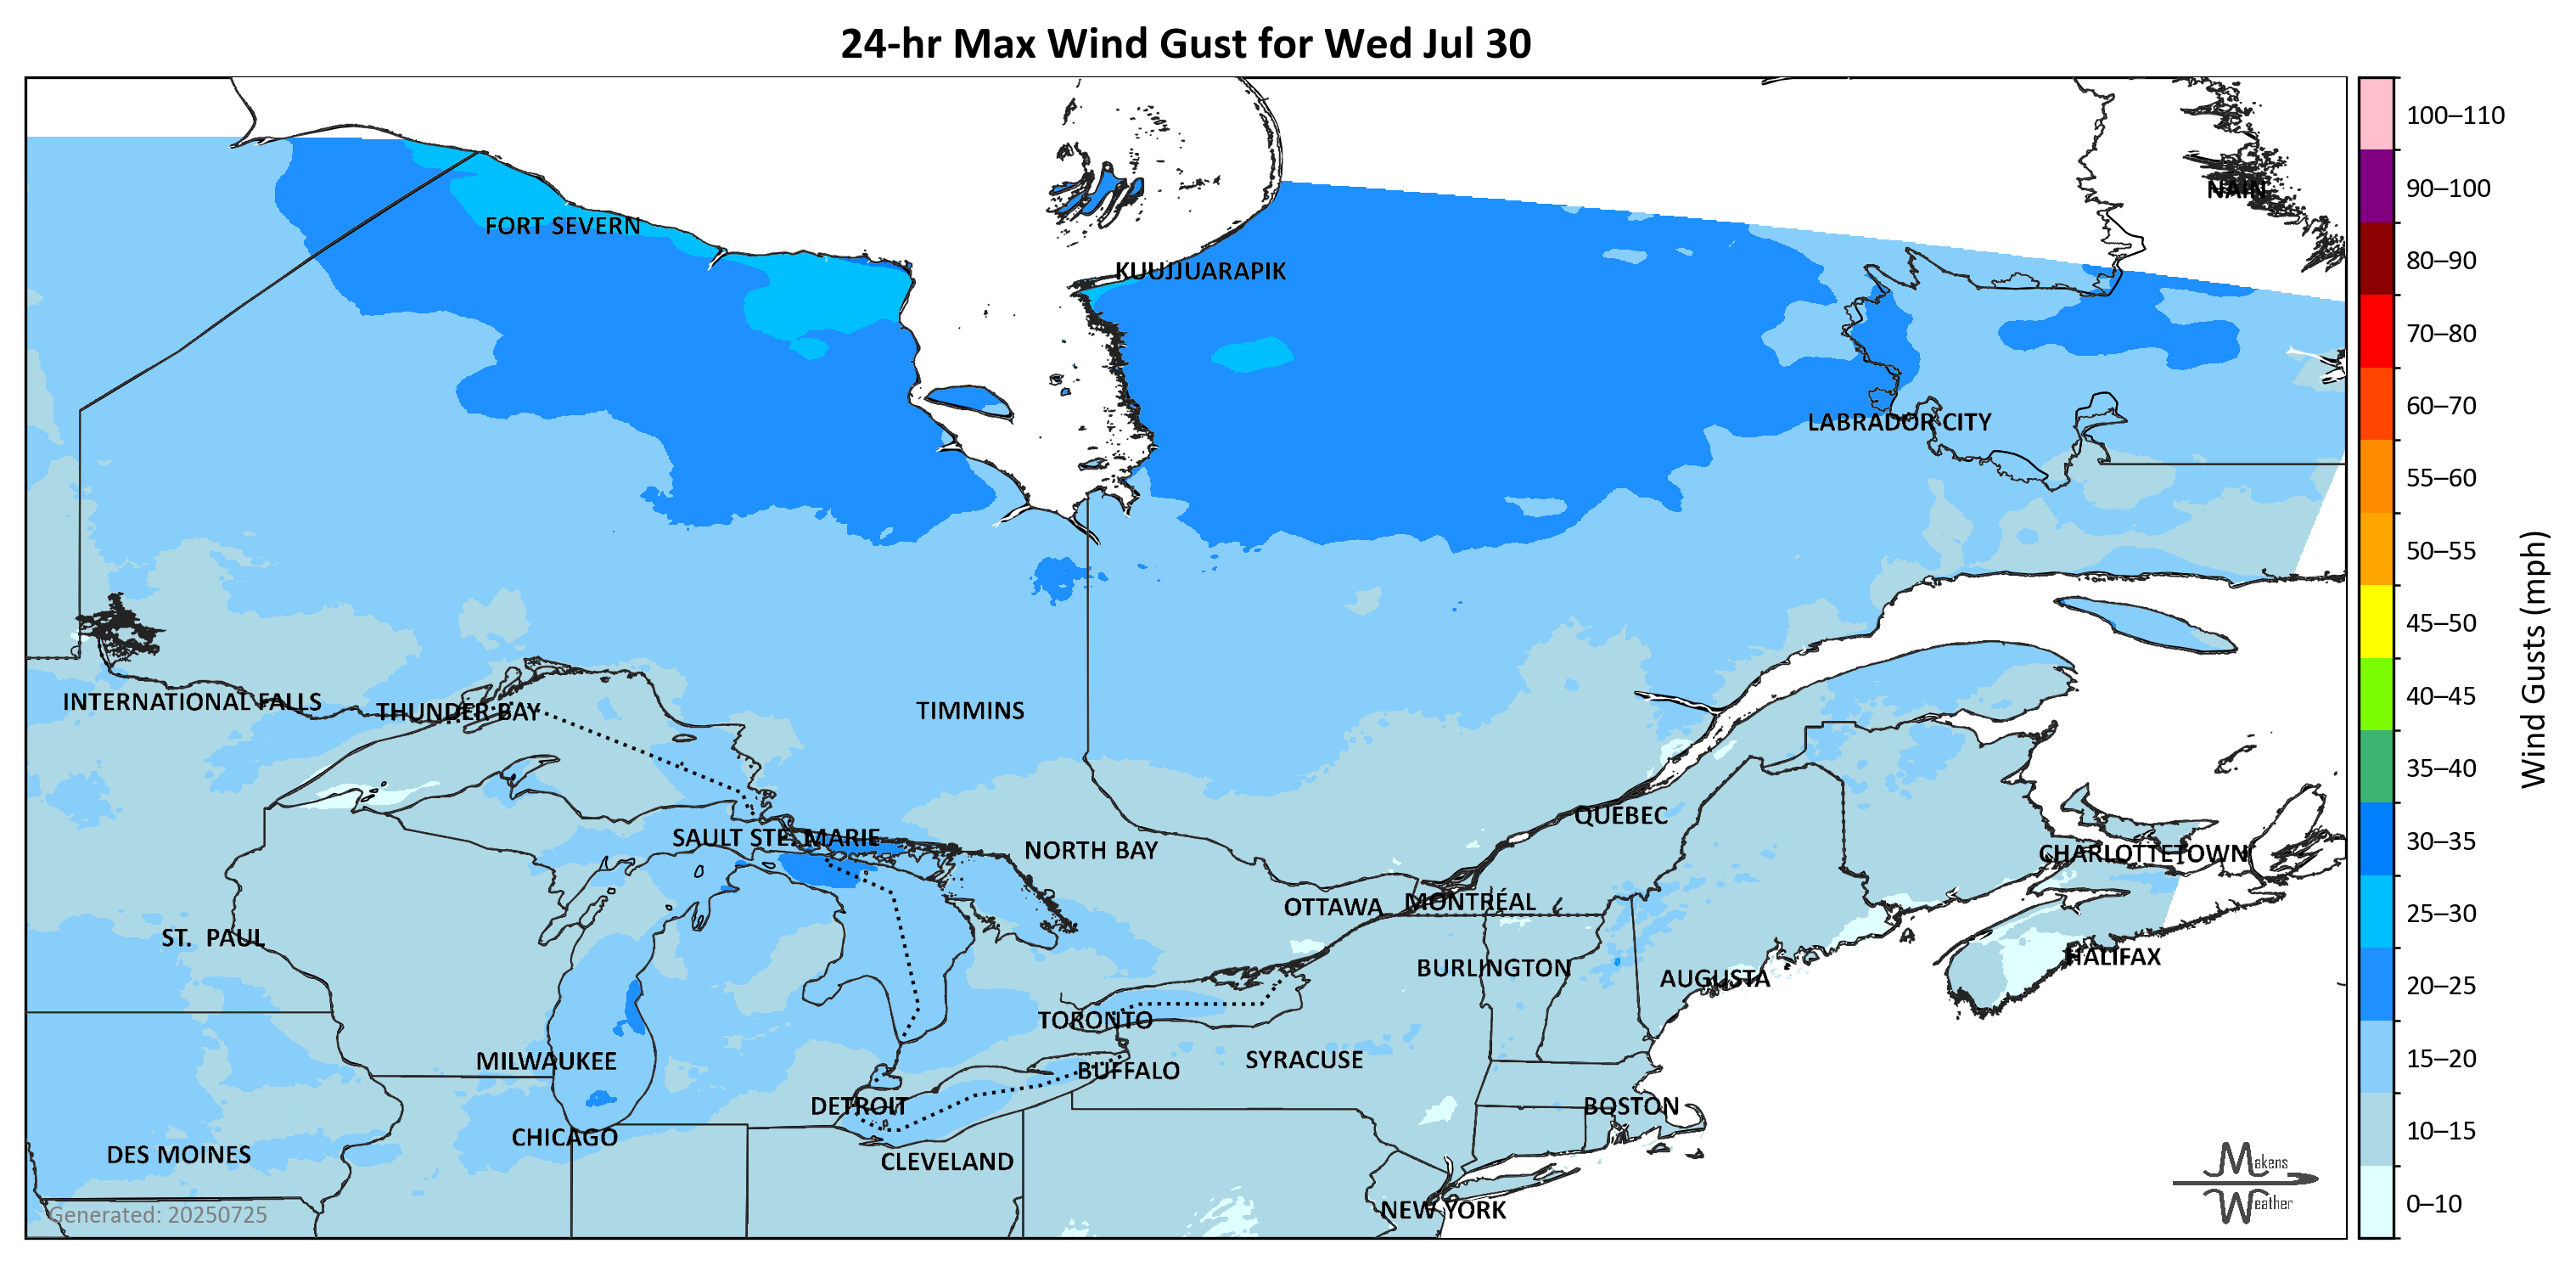 24-hr Max Wind Gust for Wed Jul 30
100–110
90–100
NAIN
FORT SEVERN
80–90
KUUJJUARAPIK
70–80
60–70
LABRADOR CITY
55–60
50–55
45–50
Wind Gusts (mph)
40–45
INTERNATIONAL FALLS
THUNDER BAY
TIMMINS
35–40
QUÉBEC
30–35
SAULT STE. MARIE
NORTH BAY
CHARLOTTETOWN
MONTRÉAL
OTTAWA
25–30
ST. PAUL
HALIFAX
BURLINGTON
AUGUSTA
20–25
TORONTO
MILWAUKEE
SYRACUSE
15–20
BUFFALO
DETROIT
BOSTON
10–15
CHICAGO
DES MOINES
CLEVELAND
Makens
Weather
0–10
NEW YORK
Generated: 20250725